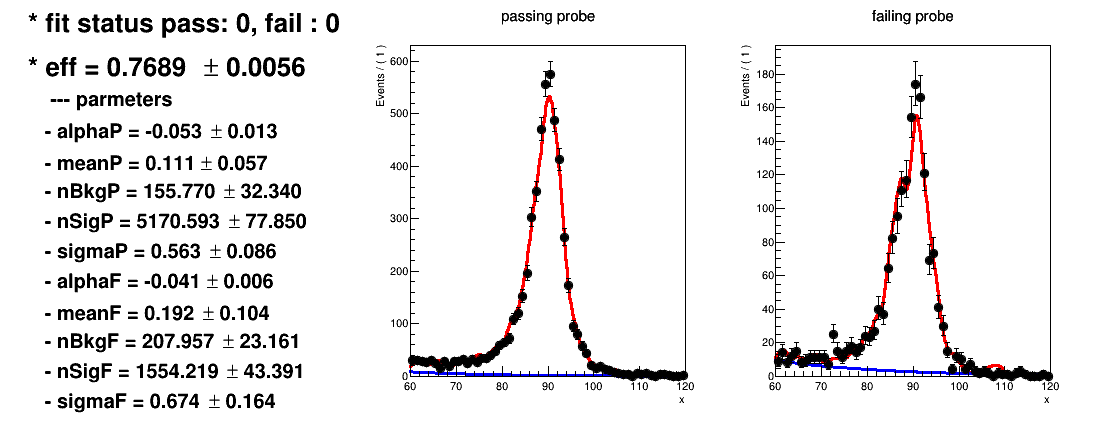 * fit status pass: 0, fail : 0
* eff = 0.7689 ± 0.0056
--- parmeters
- alphaP = -0.053 ± 0.013
- meanP = 0.111 ± 0.057
- nBkgP = 155.770 ± 32.340
- nSigP = 5170.593 ± 77.850
- sigmaP = 0.563 ± 0.086
- alphaF = -0.041 ± 0.006
- meanF = 0.192 ± 0.104
- nBkgF = 207.957 ± 23.161
- nSigF = 1554.219 ± 43.391
- sigmaF = 0.674 ± 0.164
passing probe
Events / ( 1 )
600
500
400
300
200
100
0
60 70 80 90 100 110 120
x
failing probe
Events / ( 1 )
180
160
140
120
100
80
60
40
20
0
60 70 80 90 100 110 120
x